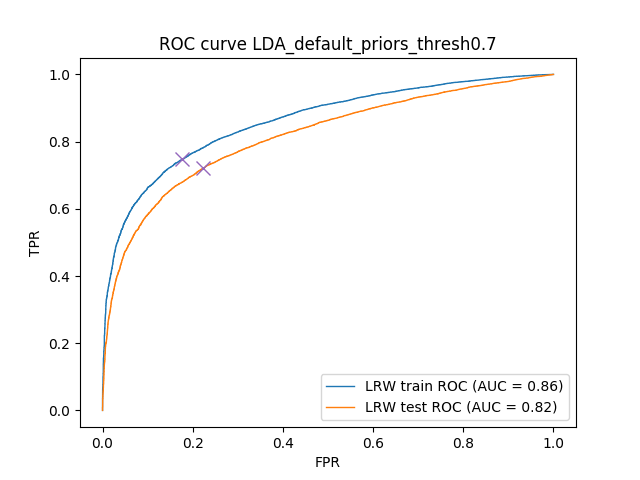 ROC curve LDA_default_priors_thresh0.7
1.0
0.8
0.6
0.4
0.2
0.0
TPR
LRW train ROC (AUC = 0.86)
LRW test ROC (AUC = 0.82)
0.0 0.2 0.4 0.6 0.8 1.0
FPR